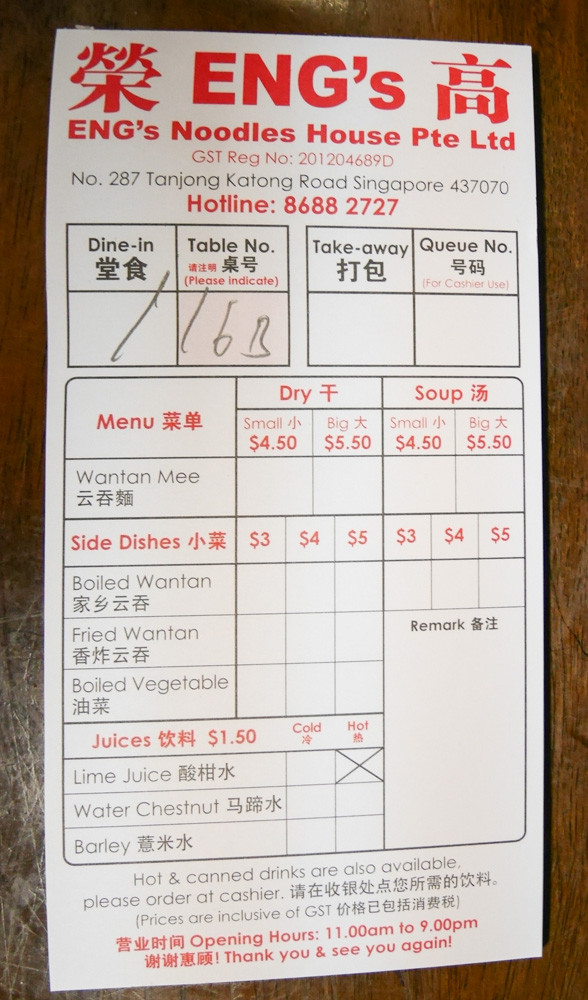 榮 ENG's 高
ENG's Noodles House Pte Ltd
GST Reg No: 201204689D
No. 287 Tanjong Katong Road Singapore 437070
Hotline: 8688 2727
Dine-in Table No. Take-away Queue No.
堂食 请注明 桌号 打包 号码
(Please indicate) (For Cashier Use)
16B
Menu 菜单 Dry 干 Soup 汤
Small 小 Big 大 Small 小 Big 大
$4.50 $5.50 $4.50 $5.50
Wantan Mee
云吞麵
Side Dishes 小菜 $3 $4 $5 $3 $4 $5
Boiled Wantan
家乡云吞
Fried Wantan
香炸云吞
Remark 备注
Boiled Vegetable
油菜
Juices 饮料 $1.50 Cold Hot
冷 热
Lime Juice 酸柑水
Water Chestnut 马蹄水
Barley 薏米水
Hot & canned drinks are also available,
please order at cashier. 请在收银处点您所需的饮料。
(Prices are inclusive of GST 价格已包括消费税)
营业时间 Opening Hours: 11.00am to 9.00pm
谢谢惠顾! Thank you & see you again!